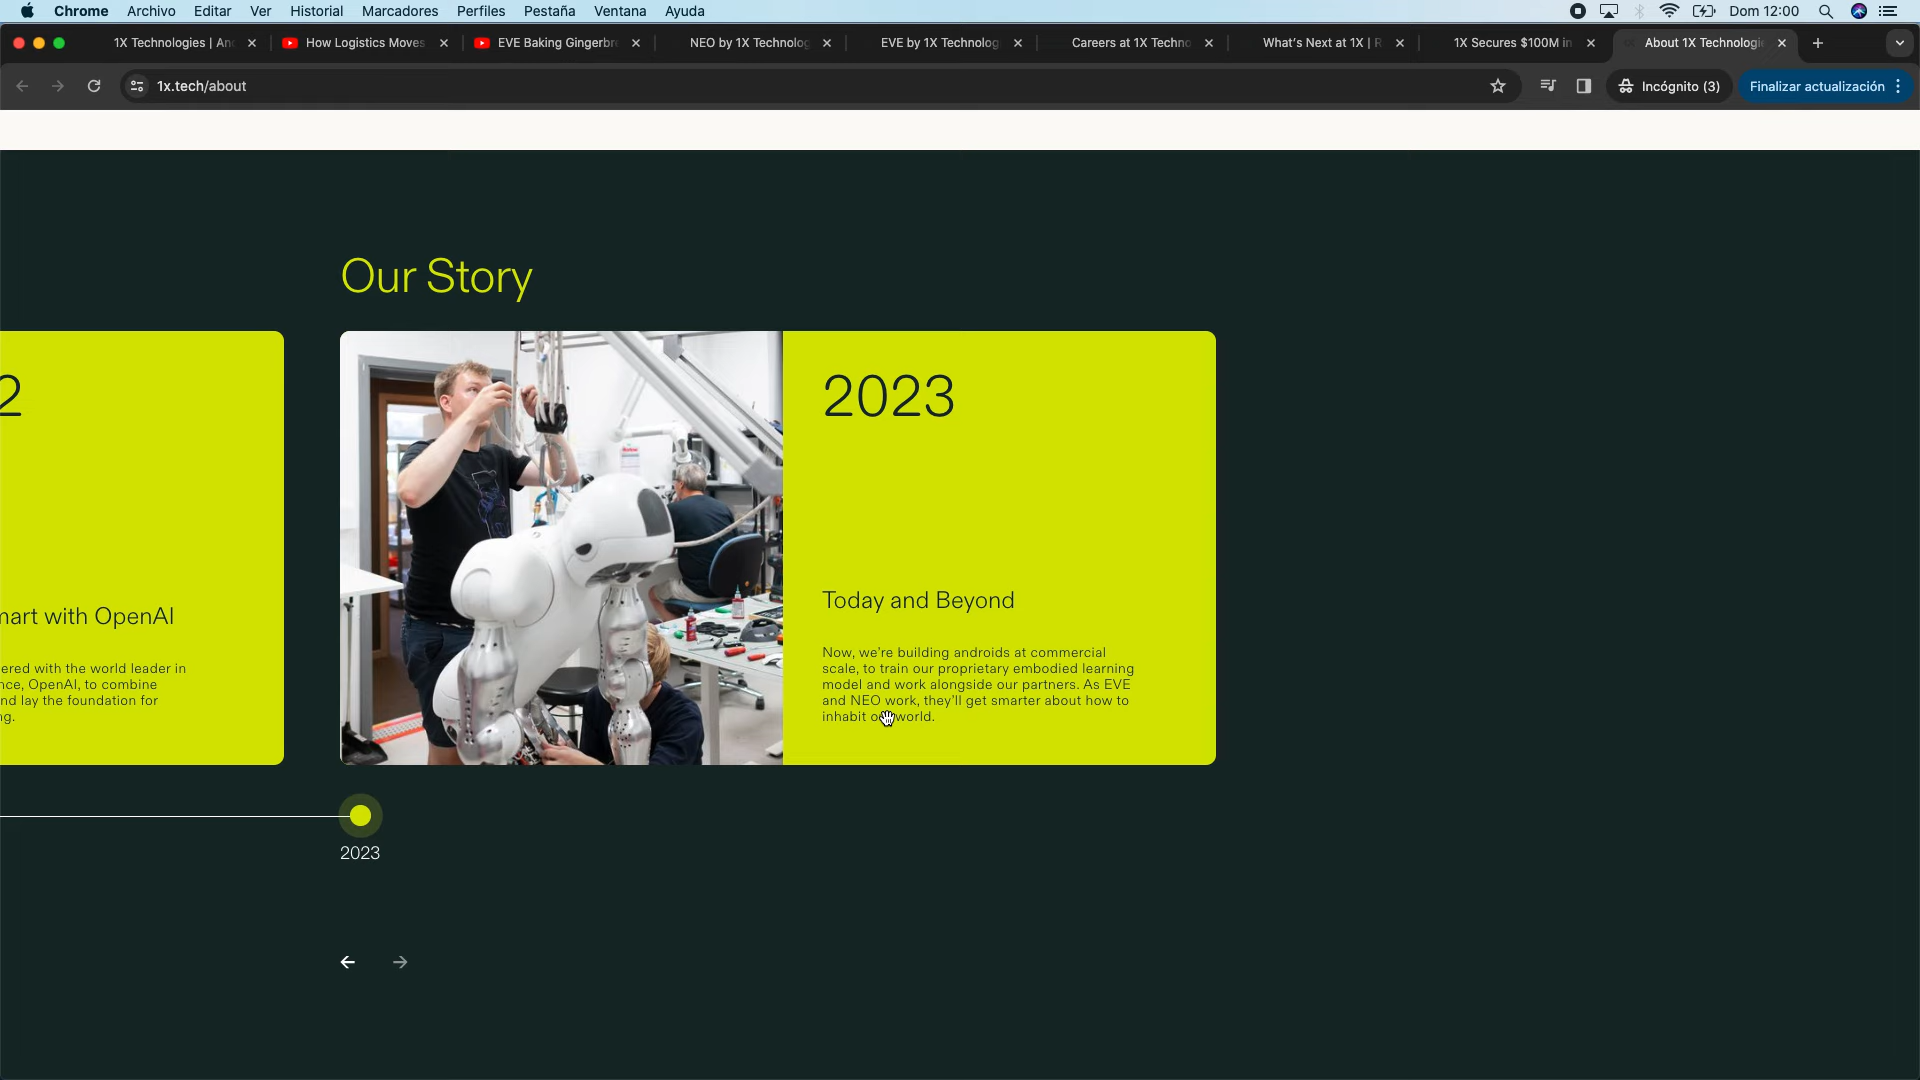 Chrome Archivo Editar Ver Historial Marcadores Perfiles Pestaña Ventana Ayuda Dom 12:00
1X Technologies | An How Logistics Moves EVE Baking Gingerbre NEO by 1X Technolog EVE by 1X Technolog Careers at 1X Techno What's Next at 1X | R 1X Secures $100M in About 1X Technologi
1x.tech/about Incógnito (3) Finalizar actualización
Our Story
2
mart with OpenAI
ered with the world leader in
nce, OpenAI, to combine
nd lay the foundation for
ng.
2023
Today and Beyond
Now, we're building androids at commercial
scale, to train our proprietary embodied learning
model and work alongside our partners. As EVE
and NEO work, they'll get smarter about how to
inhabit our world.
2023